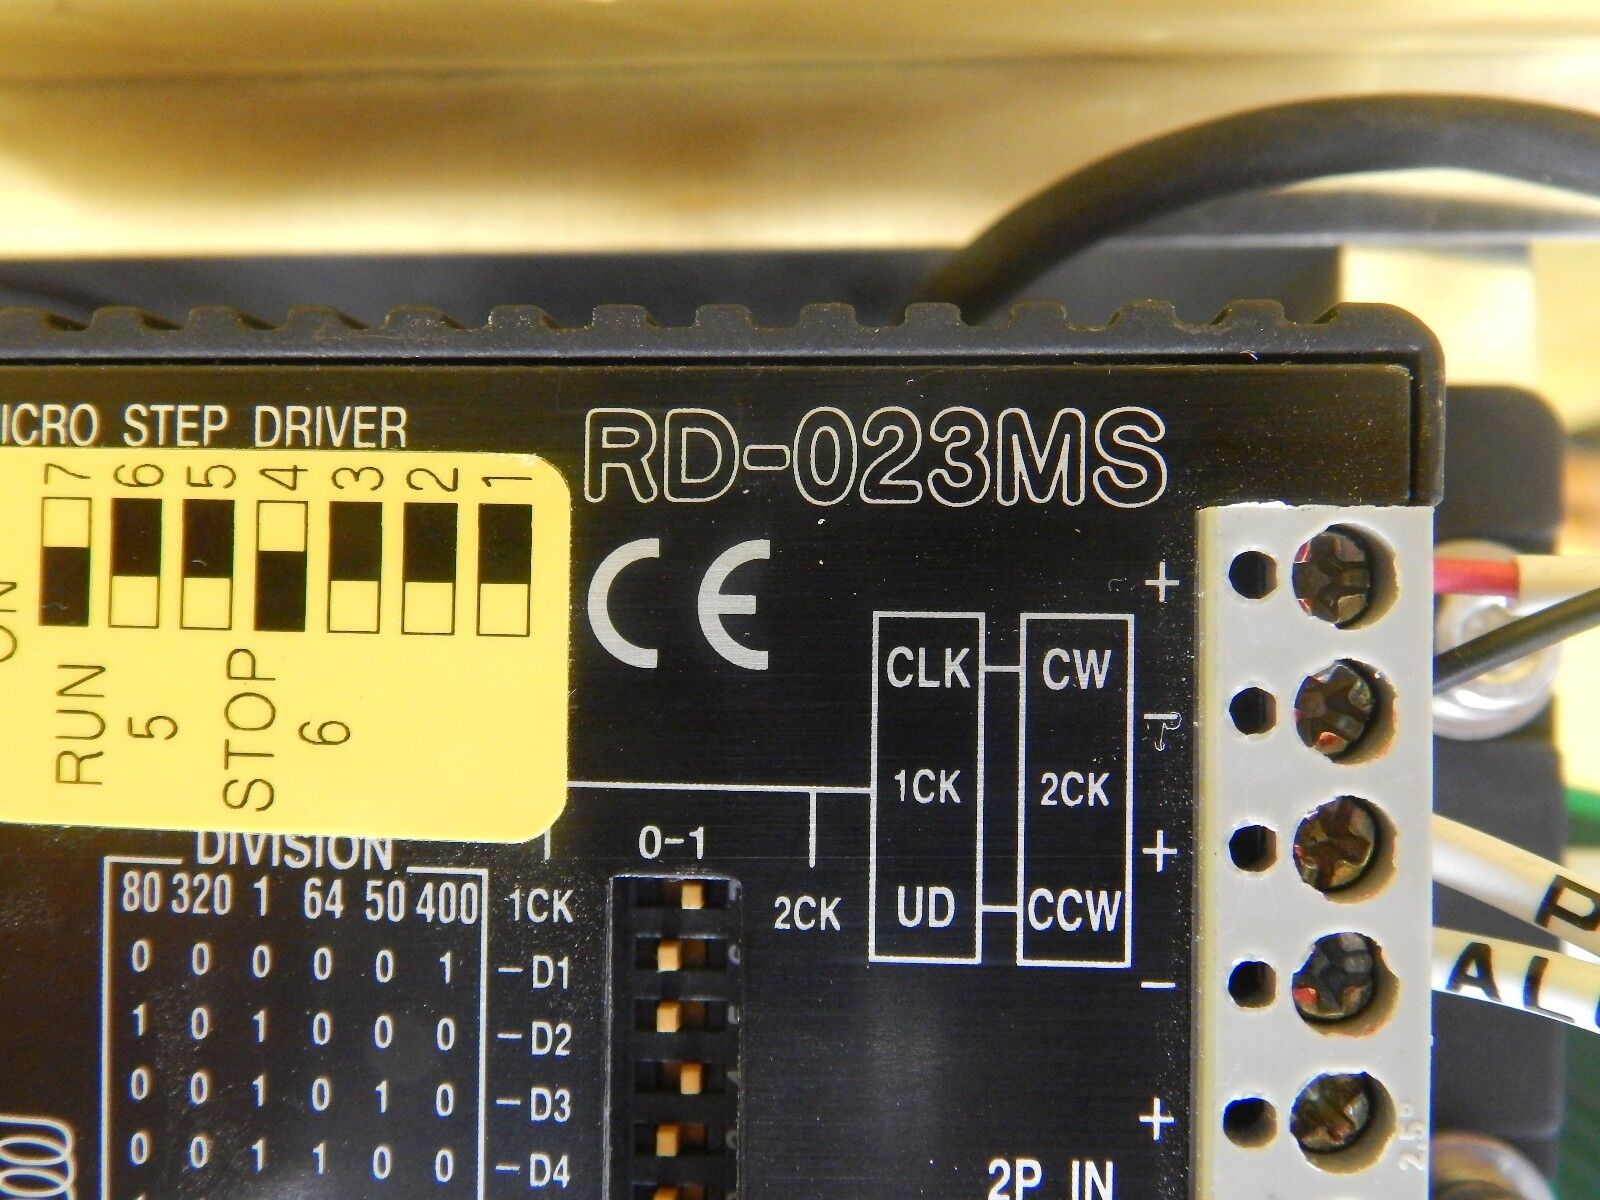 STEP DRIVER
RD-023MS
7 6 5 4 3 2 1
RUN
5
STOP
6
CE
+
CLK CW
1CK 2CK
+
UD CCW
−
DIVISION
0-1
80 320 1 64 50 400 1CK 2CK
0 0 0 0 0 1 -D1
1 0 1 0 0 0 -D2
0 0 1 0 1 0 -D3
0 0 1 1 0 0 -D4
+
2P IN
2.5°